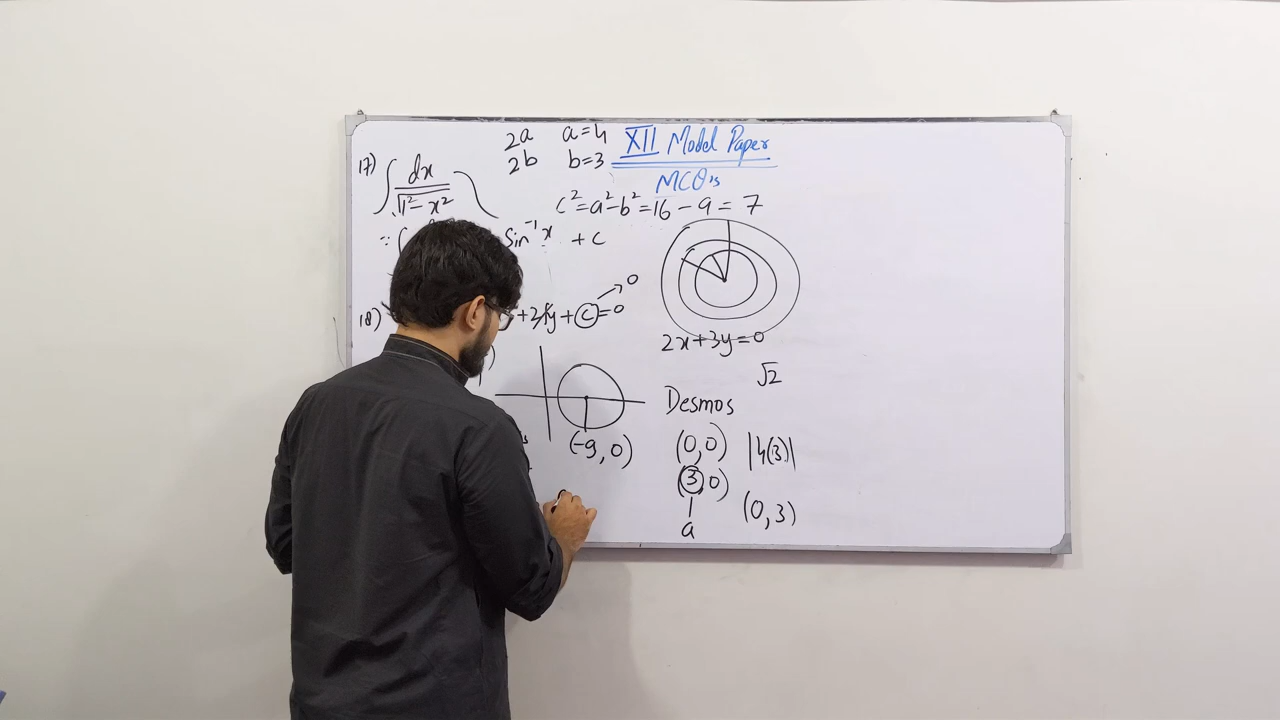 XII Model Paper
MCQ's
2a a=4
2b b=3
c²=a²-b²=16-9=7
17) ∫ dx
√1²-x²
∵ ∫
Sin⁻¹x + c
18)
+2fy+c=0
0
(-9,0)
2x+3y=0
√2
Desmos
(0,0) |4(3)|
(3,0)
a
(0,3)